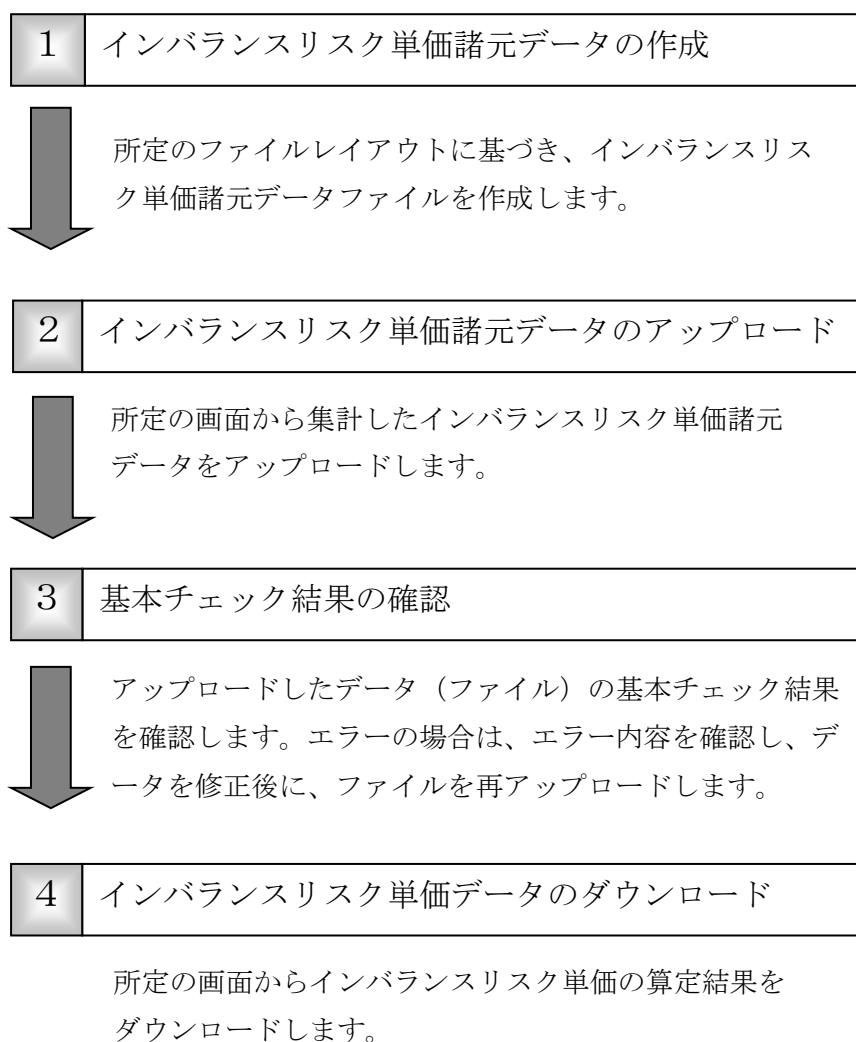 １ インバランスリスク単価諸元データの作成
所定のファイルレイアウトに基づき、インバランスリス
ク単価諸元データファイルを作成します。
２ インバランスリスク単価諸元データのアップロード
所定の画面から集計したインバランスリスク単価諸元
データをアップロードします。
３ 基本チェック結果の確認
アップロードしたデータ（ファイル）の基本チェック結果
を確認します。エラーの場合は、エラー内容を確認し、デ
ータを修正後に、ファイルを再アップロードします。
４ インバランスリスク単価データのダウンロード
所定の画面からインバランスリスク単価の算定結果を
ダウンロードします。